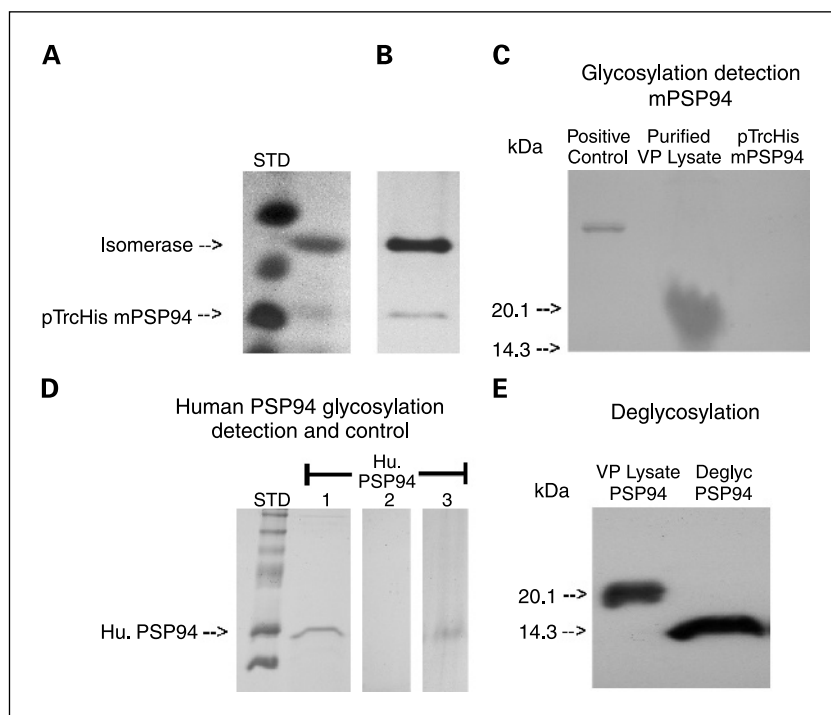 A
B
C
Glycosylation detection
mPSP94
kDa
Positive Control
Purified VP Lysate
pTrcHis mPSP94
STD
Isomerase -->
pTrcHis mPSP94 -->
20.1 -->
14.3 -->
D
Human PSP94 glycosylation
detection and control
Hu.
PSP94
STD 1 2 3
Hu. PSP94 -->
E
Deglycosylation
kDa
VP Lysate PSP94
Deglyc PSP94
20.1 -->
14.3 -->